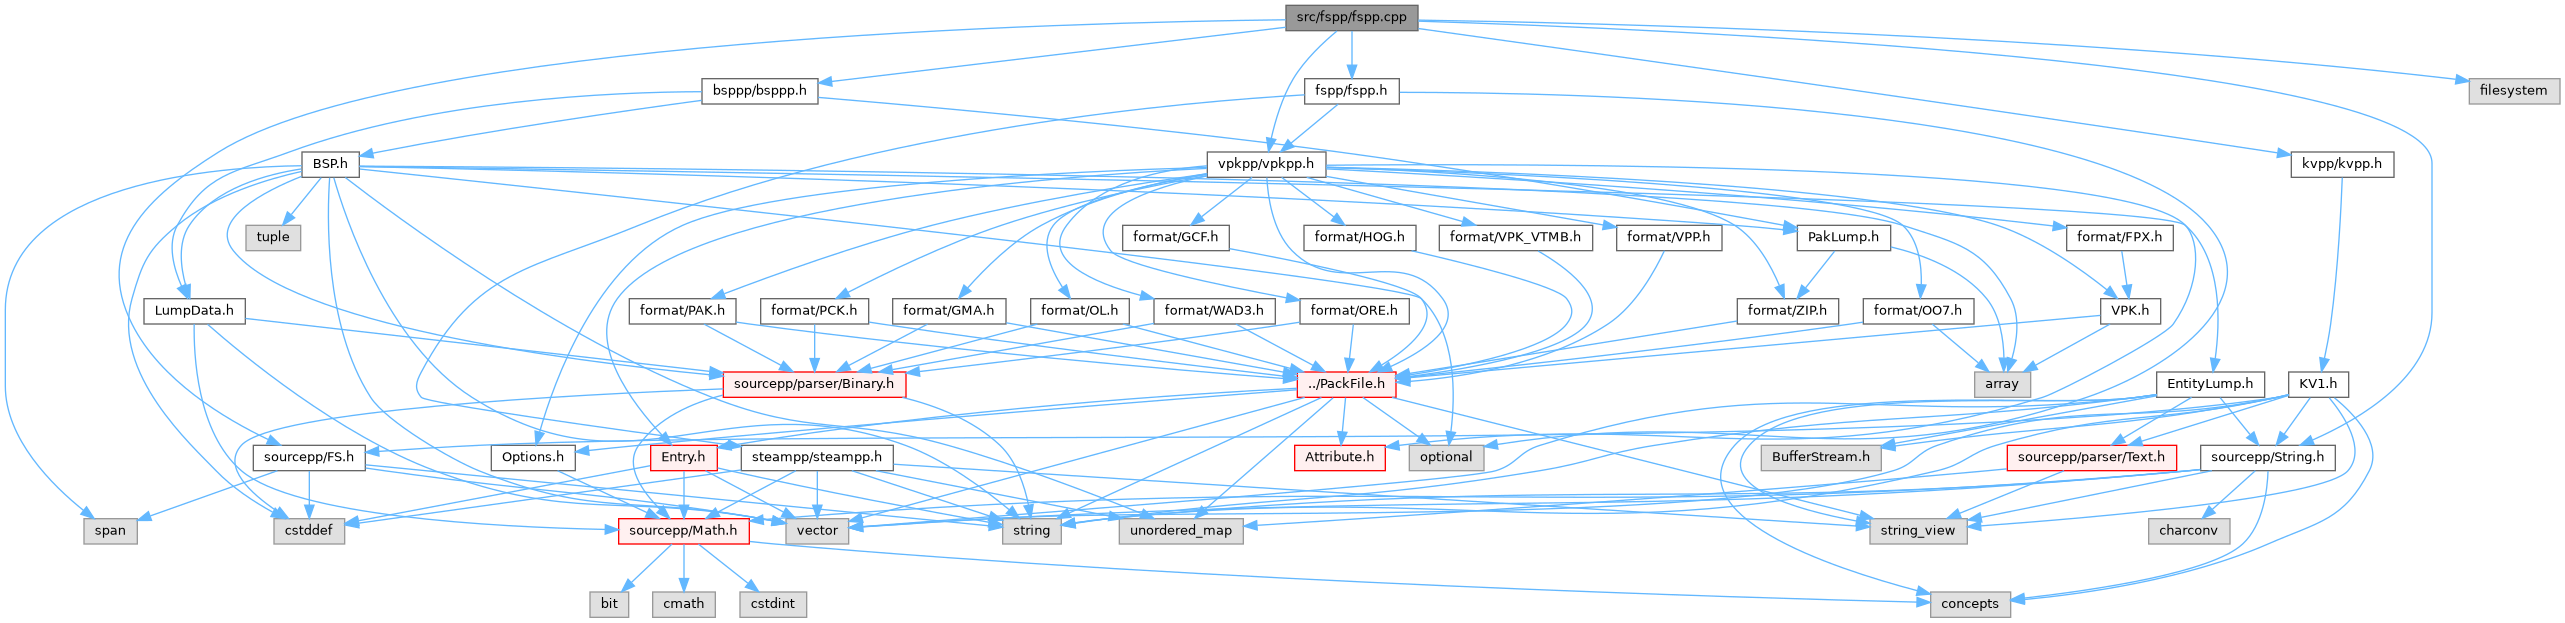 src/fspp/fspp.cpp
bsppp/bsppp.h
fspp/fspp.h
filesystem
BSP.h
vpkpp/vpkpp.h
kvpp/kvpp.h
tuple
format/GCF.h
format/HOG.h
format/VPK_VTMB.h
format/VPP.h
PakLump.h
format/FPX.h
LumpData.h
format/PAK.h
format/PCK.h
format/GMA.h
format/OL.h
format/WAD3.h
format/ORE.h
format/ZIP.h
format/OO7.h
VPK.h
sourcepp/parser/Binary.h
../PackFile.h
array
EntityLump.h
KV1.h
sourcepp/FS.h
Options.h
Entry.h
steampp/steampp.h
Attribute.h
optional
BufferStream.h
sourcepp/parser/Text.h
sourcepp/String.h
span
cstddef
sourcepp/Math.h
vector
string
unordered_map
string_view
charconv
bit
cmath
cstdint
concepts